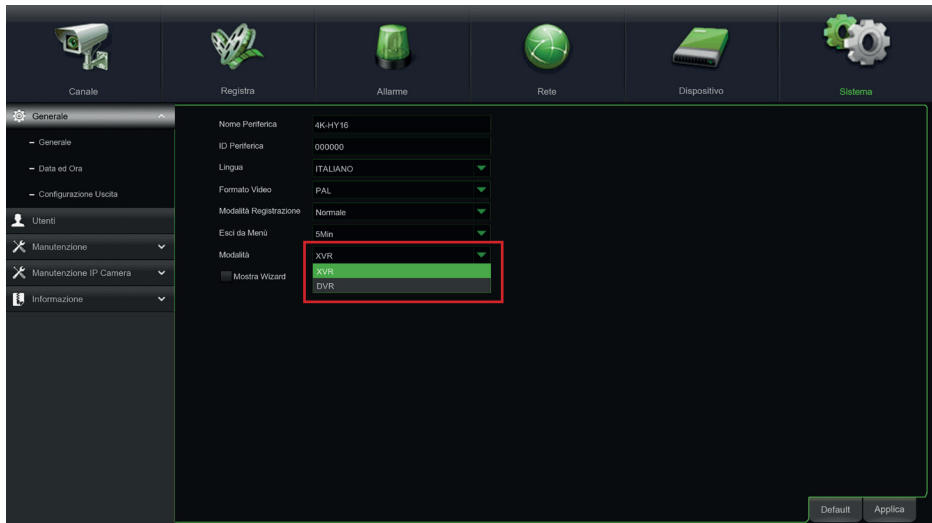 Canale
Registra
Allarme
Rete
Dispositivo
Sistema
Generale
– Generale
– Data ed Ora
– Configurazione Uscita
Utenti
Manutenzione
Manutenzione IP Camera
Informazione
Nome Periferica 4K-HY16
ID Periferica 000000
Lingua ITALIANO
Formato Video PAL
Modalità Registrazione Normale
Esci da Menù 5Min
Modalità XVR
XVR
DVR
Mostra Wizard
Default
Applica